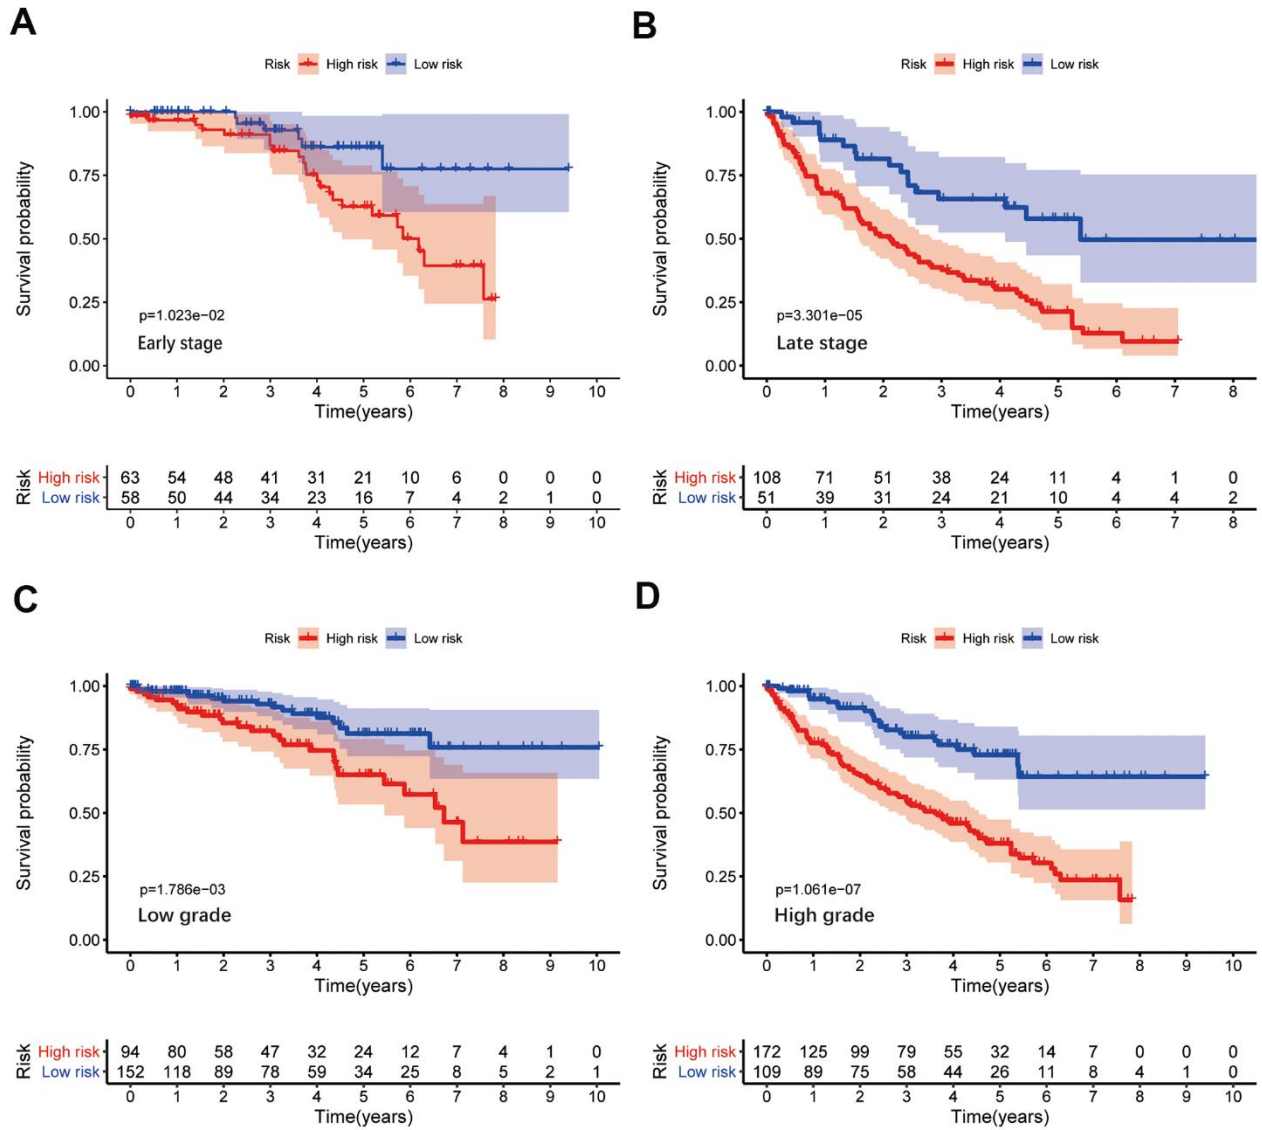 A
Risk High risk Low risk
Survival probability
1.00
0.75
0.50
0.25
0.00
p=1.023e−02
Early stage
0 1 2 3 4 5 6 7 8 9 10
Time(years)
Risk
High risk 63 54 48 41 31 21 10 6 0 0 0
Low risk 58 50 44 34 23 16 7 4 2 1 0
0 1 2 3 4 5 6 7 8 9 10
Time(years)
B
Risk High risk Low risk
Survival probability
1.00
0.75
0.50
0.25
0.00
p=3.301e−05
Late stage
0 1 2 3 4 5 6 7 8
Time(years)
Risk
High risk 108 71 51 38 24 11 4 1 0
Low risk 51 39 31 24 21 10 4 4 2
0 1 2 3 4 5 6 7 8
Time(years)
C
Risk High risk Low risk
Survival probability
1.00
0.75
0.50
0.25
0.00
p=1.786e−03
Low grade
0 1 2 3 4 5 6 7 8 9 10
Time(years)
Risk
High risk 94 80 58 47 32 24 12 7 4 1 0
Low risk 152 118 89 78 59 34 25 8 5 2 1
0 1 2 3 4 5 6 7 8 9 10
Time(years)
D
Risk High risk Low risk
Survival probability
1.00
0.75
0.50
0.25
0.00
p=1.061e−07
High grade
0 1 2 3 4 5 6 7 8 9 10
Time(years)
Risk
High risk 172 125 99 79 55 32 14 7 0 0 0
Low risk 109 89 75 58 44 26 11 8 4 1 0
0 1 2 3 4 5 6 7 8 9 10
Time(years)